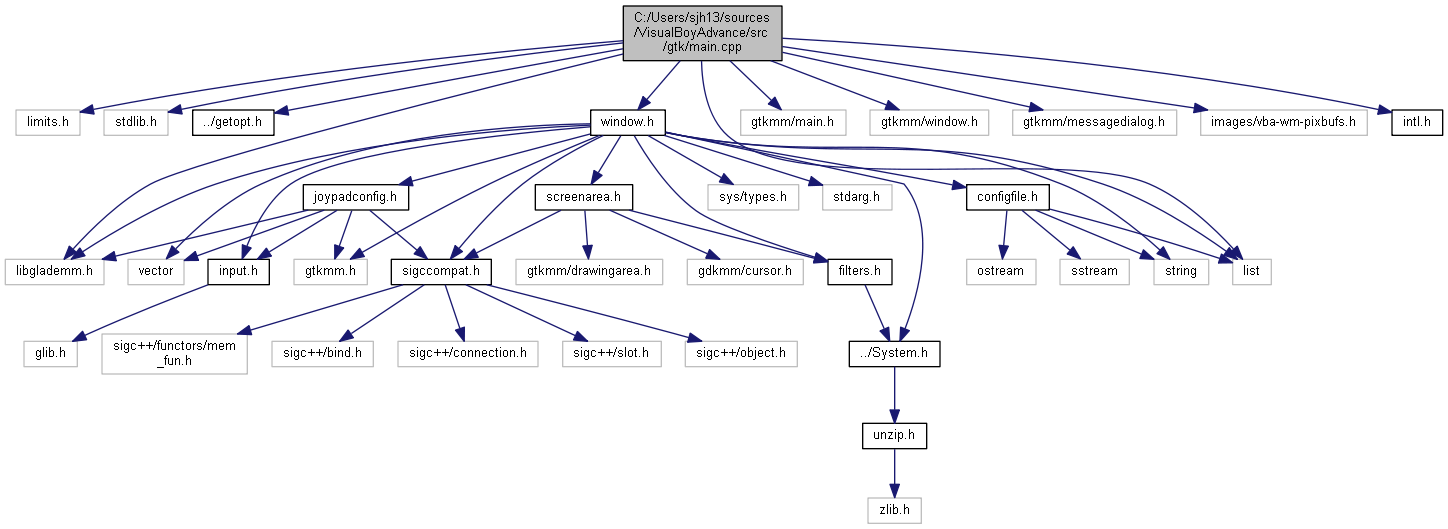 C:/Users/sjh13/sources
/VisualBoyAdvance/src
/gtk/main.cpp
limits.h
stdlib.h
../getopt.h
window.h
gtkmm/main.h
gtkmm/window.h
gtkmm/messagedialog.h
images/vba-wm-pixbufs.h
intl.h
joypadconfig.h
screenarea.h
sys/types.h
stdarg.h
configfile.h
libglademm.h
vector
input.h
gtkmm.h
sigccompat.h
gtkmm/drawingarea.h
gdkmm/cursor.h
filters.h
ostream
sstream
string
list
glib.h
sigc++/functors/mem
_fun.h
sigc++/bind.h
sigc++/connection.h
sigc++/slot.h
sigc++/object.h
../System.h
unzip.h
zlib.h